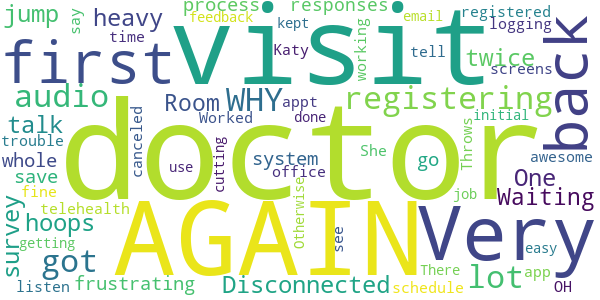 jump
say
heavy
time
process
feedback
responses
kept
Katy
working
email
tell
registered
logging
twice
screens
first
visit
back
audio
Room
WHY
appt
registering
Worked
done
initial
talk
trouble
whole
canceled
doctor
cutting
system
office
She
go
Throws
One
awesome
save
use
Waiting
fine
job
survey
telehealth
hoops
AGAIN
Otherwise
see
Very
easy
getting
got
There
app
lot
listen
frustrating
Disconnected
schedule
OH